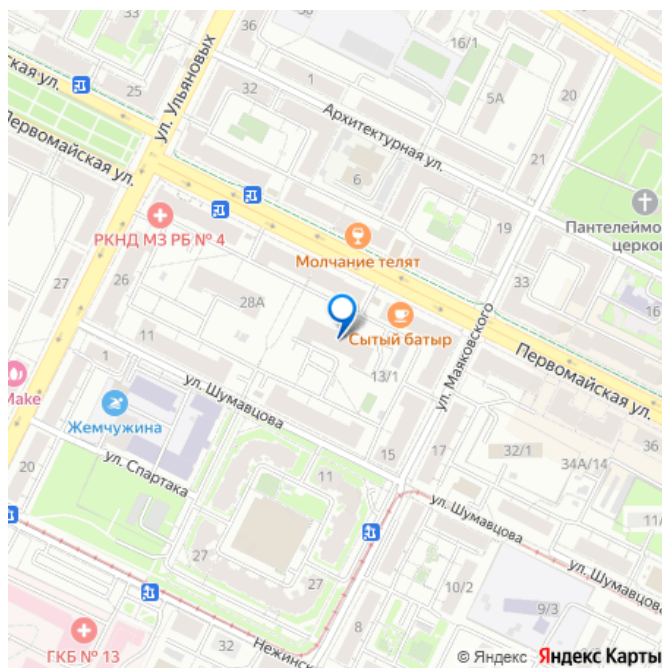 36
16/1
ская ул.
25
32
1
5А
20
ул. Ульяновых
Архитектурная ул.
Первомайская ул.
21
6
19
Пантелеймо
церко
РКНД МЗ РБ № 4
Молчание телят
27
26
28А
33
16
11
Сытый батыр
ул. Маяковского
Первомайская ул.
1
13/1
Make
ул. Шумавцова
Жемчужина
36
15
17
32/1
34А/14
20
ул. Спартака
11
ул. Шумавцова
11/
27
27
ул. Шумавцова
10/2
9/3
ГКБ № 13
32
Нежинск
8
© Яндекс Яндекс Карты